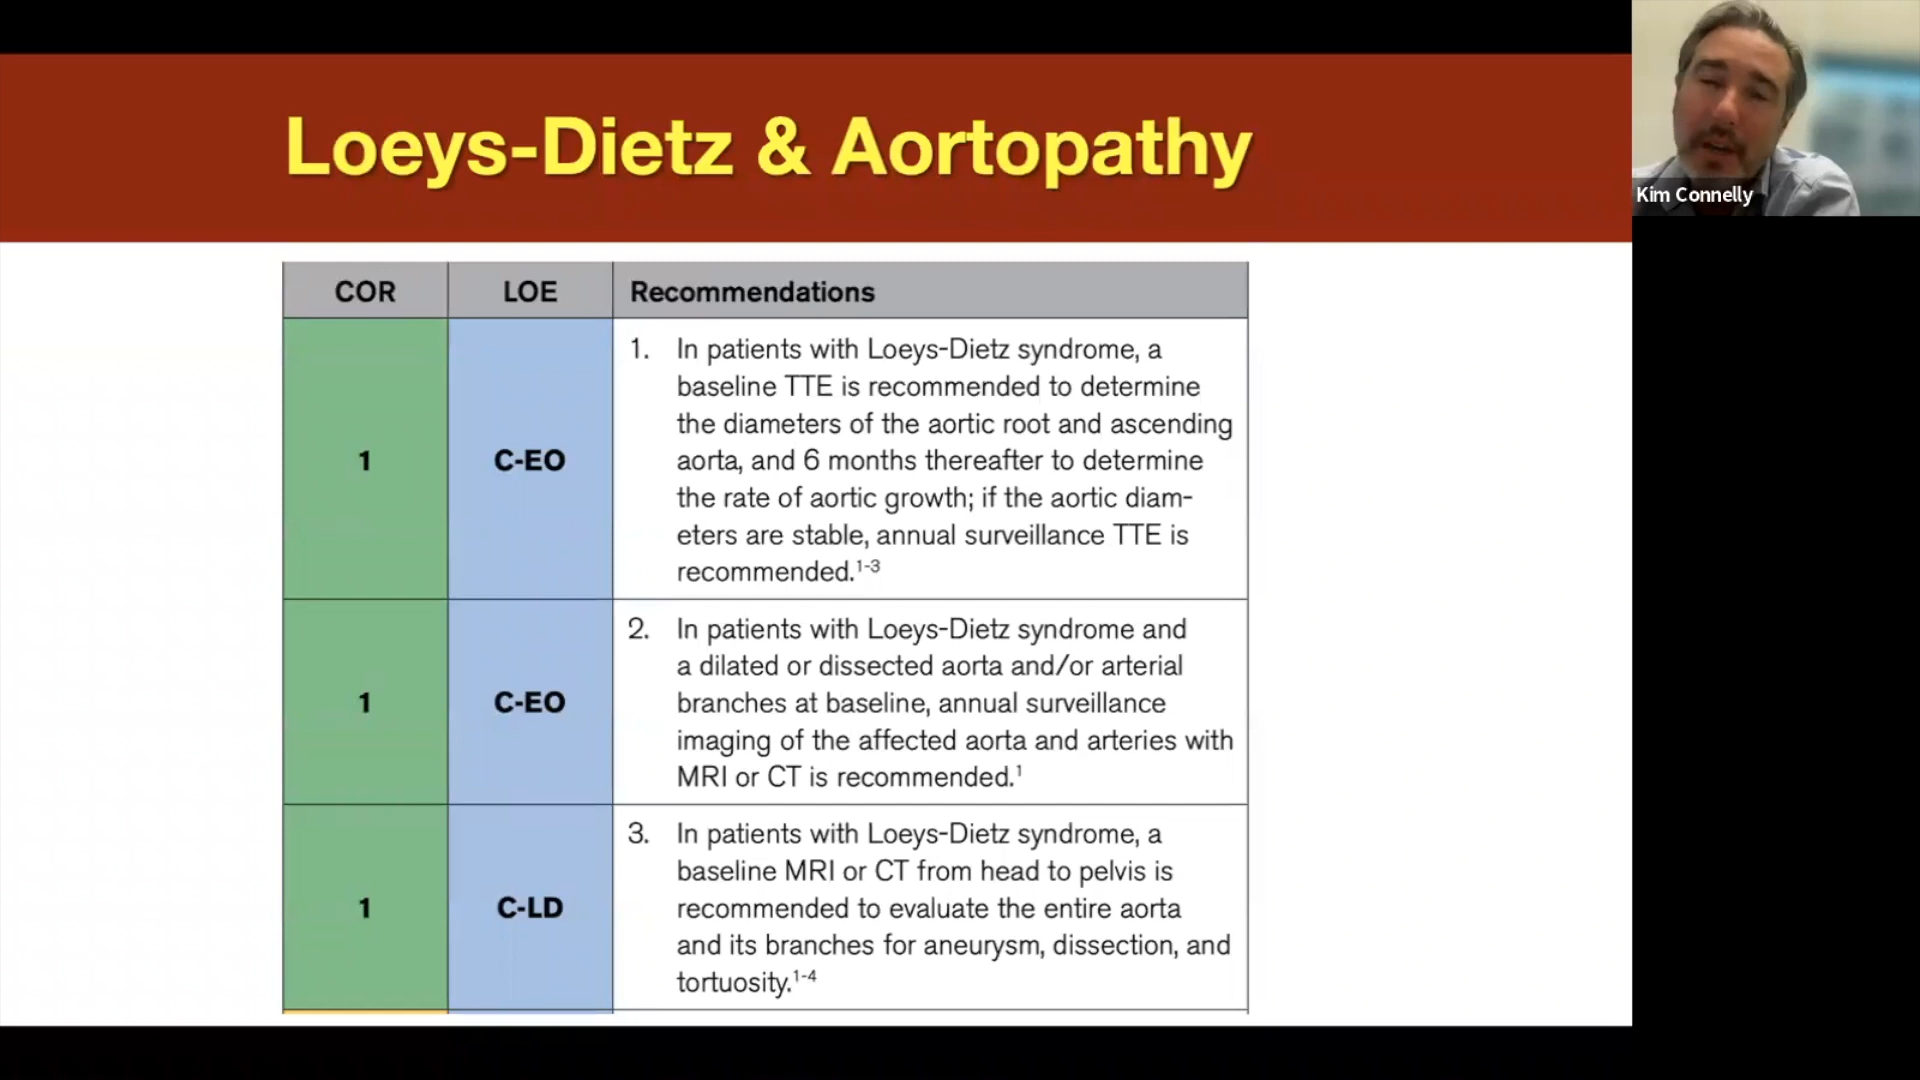 Loeys-Dietz & Aortopathy
Kim Connelly
COR LOE Recommendations
1 C-EO 1. In patients with Loeys-Dietz syndrome, a
baseline TTE is recommended to determine
the diameters of the aortic root and ascending
aorta, and 6 months thereafter to determine
the rate of aortic growth; if the aortic diam-
eters are stable, annual surveillance TTE is
recommended.¹⁻³
1 C-EO 2. In patients with Loeys-Dietz syndrome and
a dilated or dissected aorta and/or arterial
branches at baseline, annual surveillance
imaging of the affected aorta and arteries with
MRI or CT is recommended.¹
1 C-LD 3. In patients with Loeys-Dietz syndrome, a
baseline MRI or CT from head to pelvis is
recommended to evaluate the entire aorta
and its branches for aneurysm, dissection, and
tortuosity.¹⁻⁴